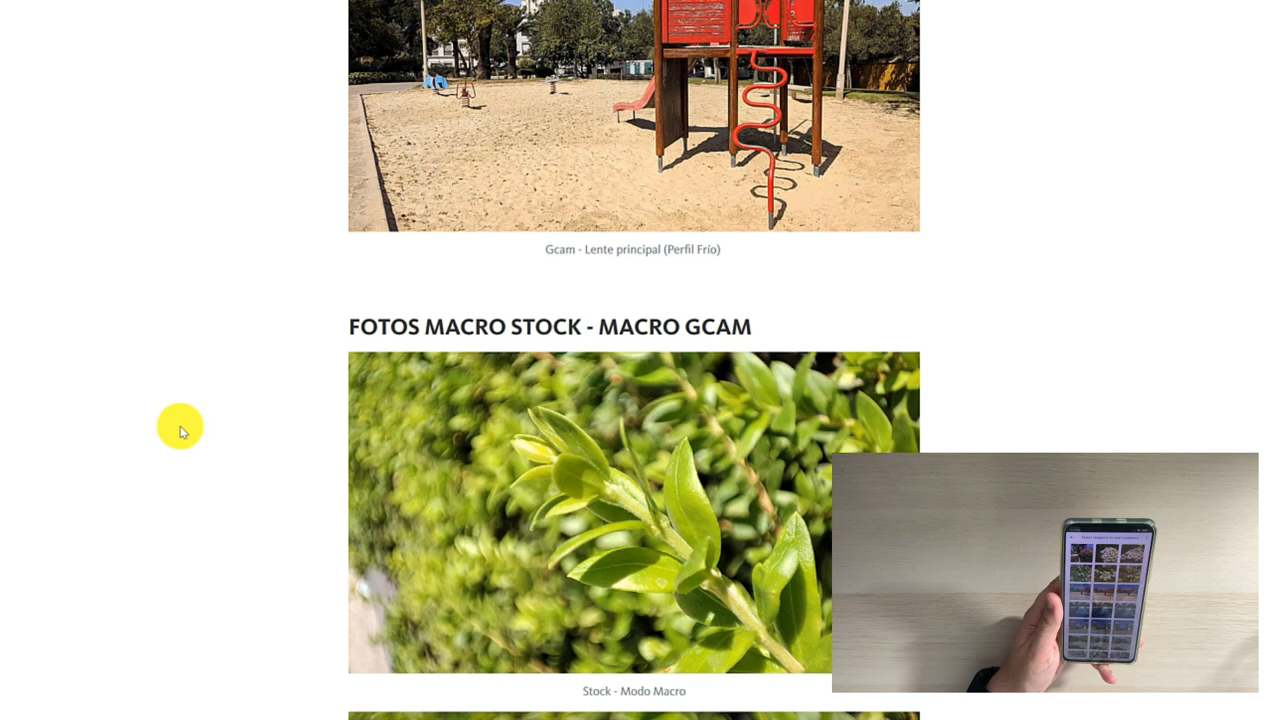 Gcam - Lente principal (Perfil Frío)
FOTOS MACRO STOCK - MACRO GCAM
Stock - Modo Macro